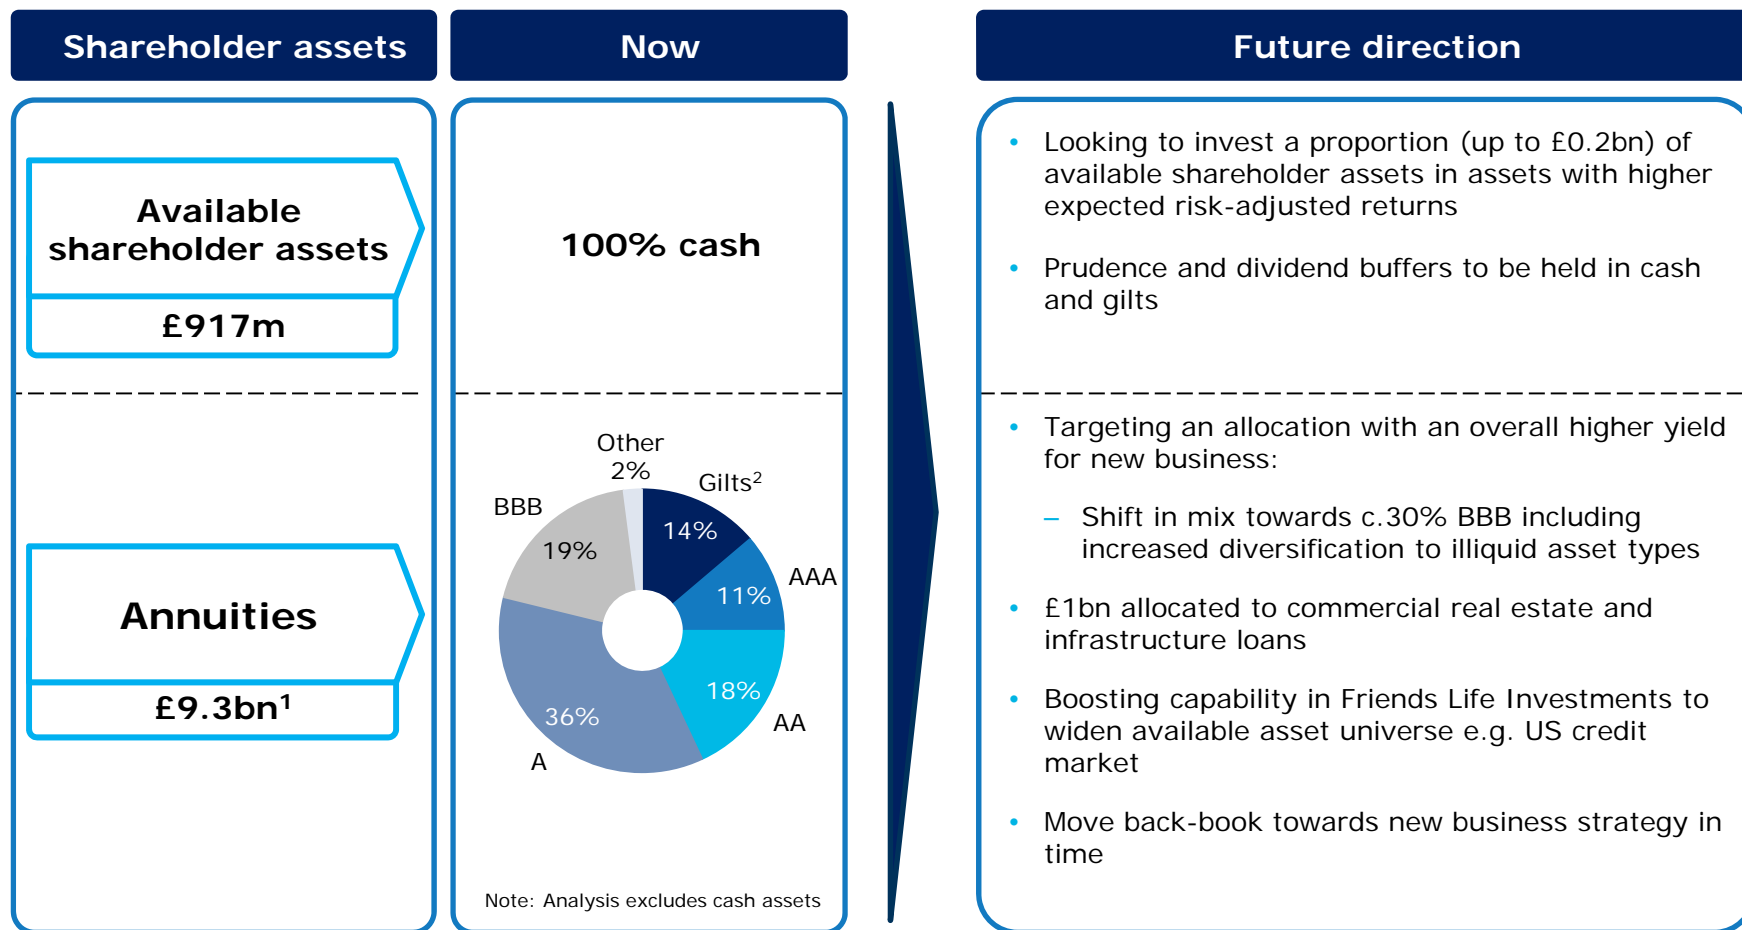 Shareholder assets
Now
Future direction
Available
shareholder assets
£917m
100% cash
• Looking to invest a proportion (up to £0.2bn) of
available shareholder assets in assets with higher
expected risk-adjusted returns
• Prudence and dividend buffers to be held in cash
and gilts
Annuities
£9.3bn¹
Other
2%
Gilts²
14%
AAA
11%
AA
18%
A
36%
BBB
19%
Note: Analysis excludes cash assets
• Targeting an allocation with an overall higher yield
for new business:
– Shift in mix towards c.30% BBB including
increased diversification to illiquid asset types
• £1bn allocated to commercial real estate and
infrastructure loans
• Boosting capability in Friends Life Investments to
widen available asset universe e.g. US credit
market
• Move back-book towards new business strategy in
time